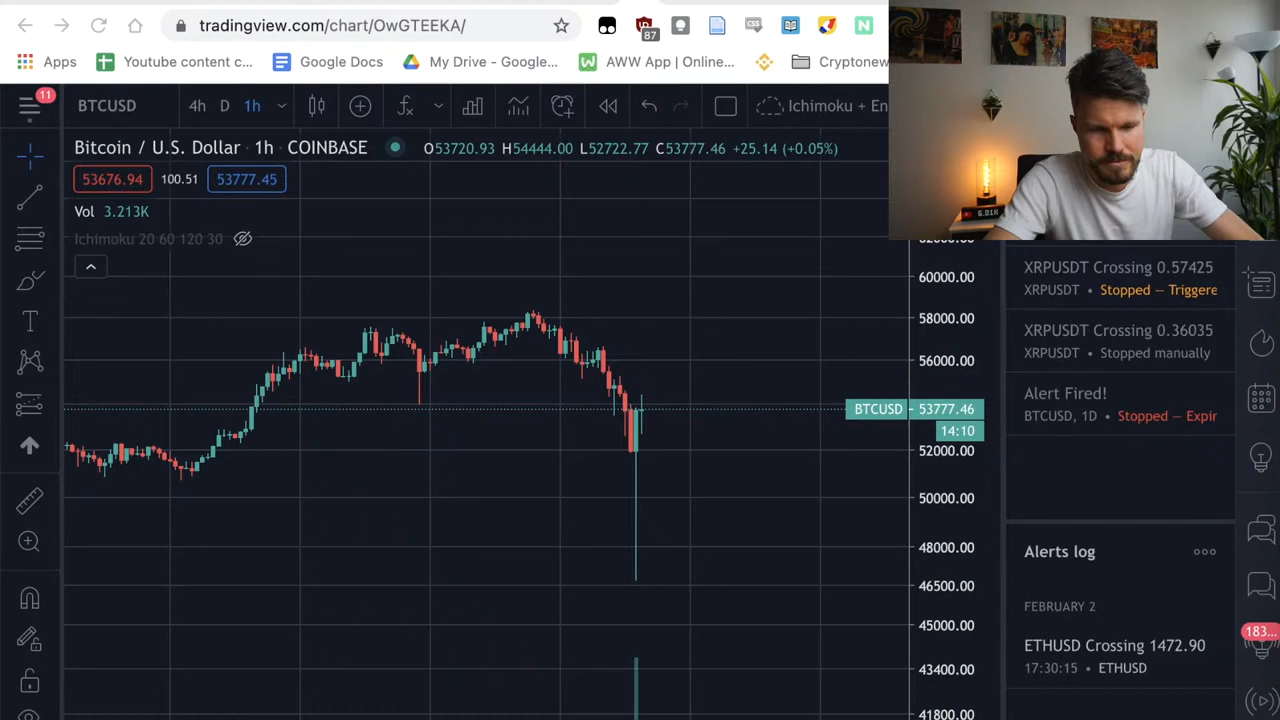 tradingview.com/chart/OwGTEEKA/
87
CSS
N
Apps
Youtube content c...
Google Docs
My Drive - Google...
AWW App | Online...
Cryptonew
11
BTCUSD
4h D 1h
Ichimoku + En
Bitcoin / U.S. Dollar · 1h · COINBASE
O53720.93 H54444.00 L52722.77 C53777.46 +25.14 (+0.05%)
53676.94 100.51 53777.45
Vol 3.213K
Ichimoku 20 60 120 30
6.01K
60000.00
58000.00
56000.00
BTCUSD 53777.46
14:10
52000.00
50000.00
48000.00
46500.00
45000.00
43400.00
41800.00
XRPUSDT Crossing 0.57425
XRPUSDT • Stopped — Triggere
XRPUSDT Crossing 0.36035
XRPUSDT • Stopped manually
Alert Fired!
BTCUSD, 1D • Stopped — Expir
Alerts log
FEBRUARY 2
ETHUSD Crossing 1472.90
17:30:15 • ETHUSD
183...